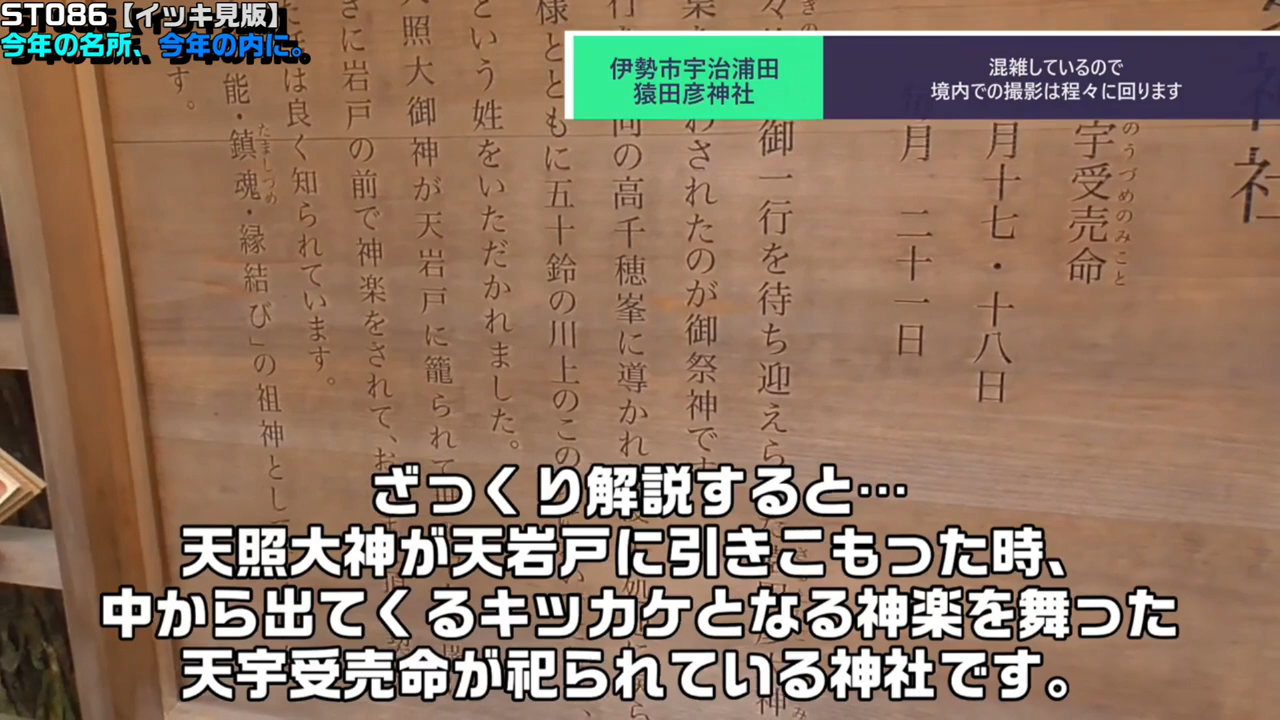 ST086【イッキ見版】
今年の名所、今年の内に。
伊勢市宇治浦田
猿田彦神社
混雑しているので
境内での撮影は程々に回ります
宇受売命
のうづめのみこと
月十七・十八日
毎月 二十一日
御一行を待ち迎えら
わされたのが御祭神で
間の高千穂峯に導かれ
様とともに五十鈴の川上のこの
という姓をいただかれました。
照大御神が天岩戸に籠られて
きに岩戸の前で神楽をされて、お
は良く知られています。
能・鎮魂・縁結び」の祖神とし
たましづめ
す。
ざっくり解説すると…
天照大神が天岩戸に引きこもった時、
中から出てくるキツカケとなる神楽を舞った
天宇受売命が祀られている神社です。